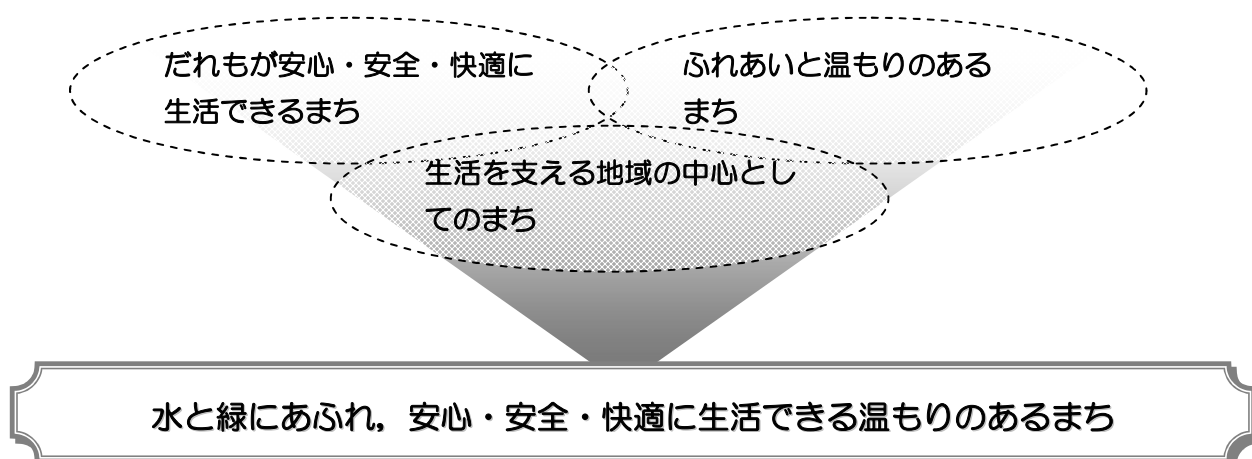 だれもが安心・安全・快適に
生活できるまち
ふれあいと温もりのある
まち
生活を支える地域の中心とし
てのまち
水と緑にあふれ，安心・安全・快適に生活できる温もりのあるまち